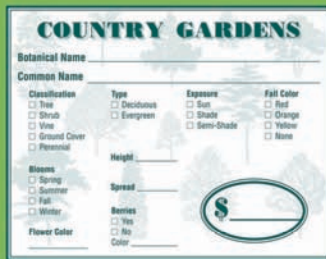 COUNTRY GARDENS
Botanical Name
Common Name
Classification
☐ Tree
☐ Shrub
☐ Vine
☐ Ground Cover
☐ Perennial
Type
☐ Deciduous
☐ Evergreen
Exposure
☐ Sun
☐ Shade
☐ Semi-Shade
Fall Color
☐ Red
☐ Orange
☐ Yellow
☐ None
Blooms
☐ Spring
☐ Summer
☐ Fall
☐ Winter
Flower Color
Height
Spread
Berries
☐ Yes
☐ No
Color
$